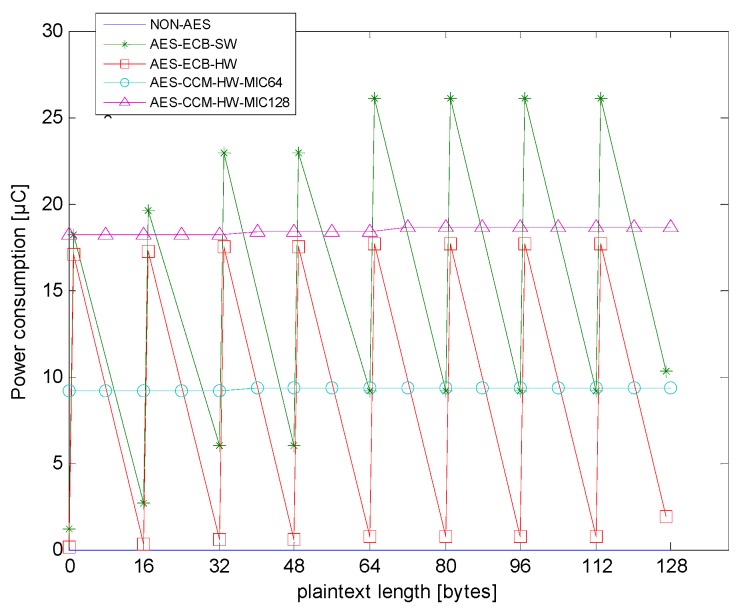 NON-AES
AES-ECB-SW
AES-ECB-HW
AES-CCM-HW-MIC64
AES-CCM-HW-MIC128
30
25
20
15
10
5
0
Power consumption [µC]
0 16 32 48 64 80 96 112 128
plaintext length [bytes]